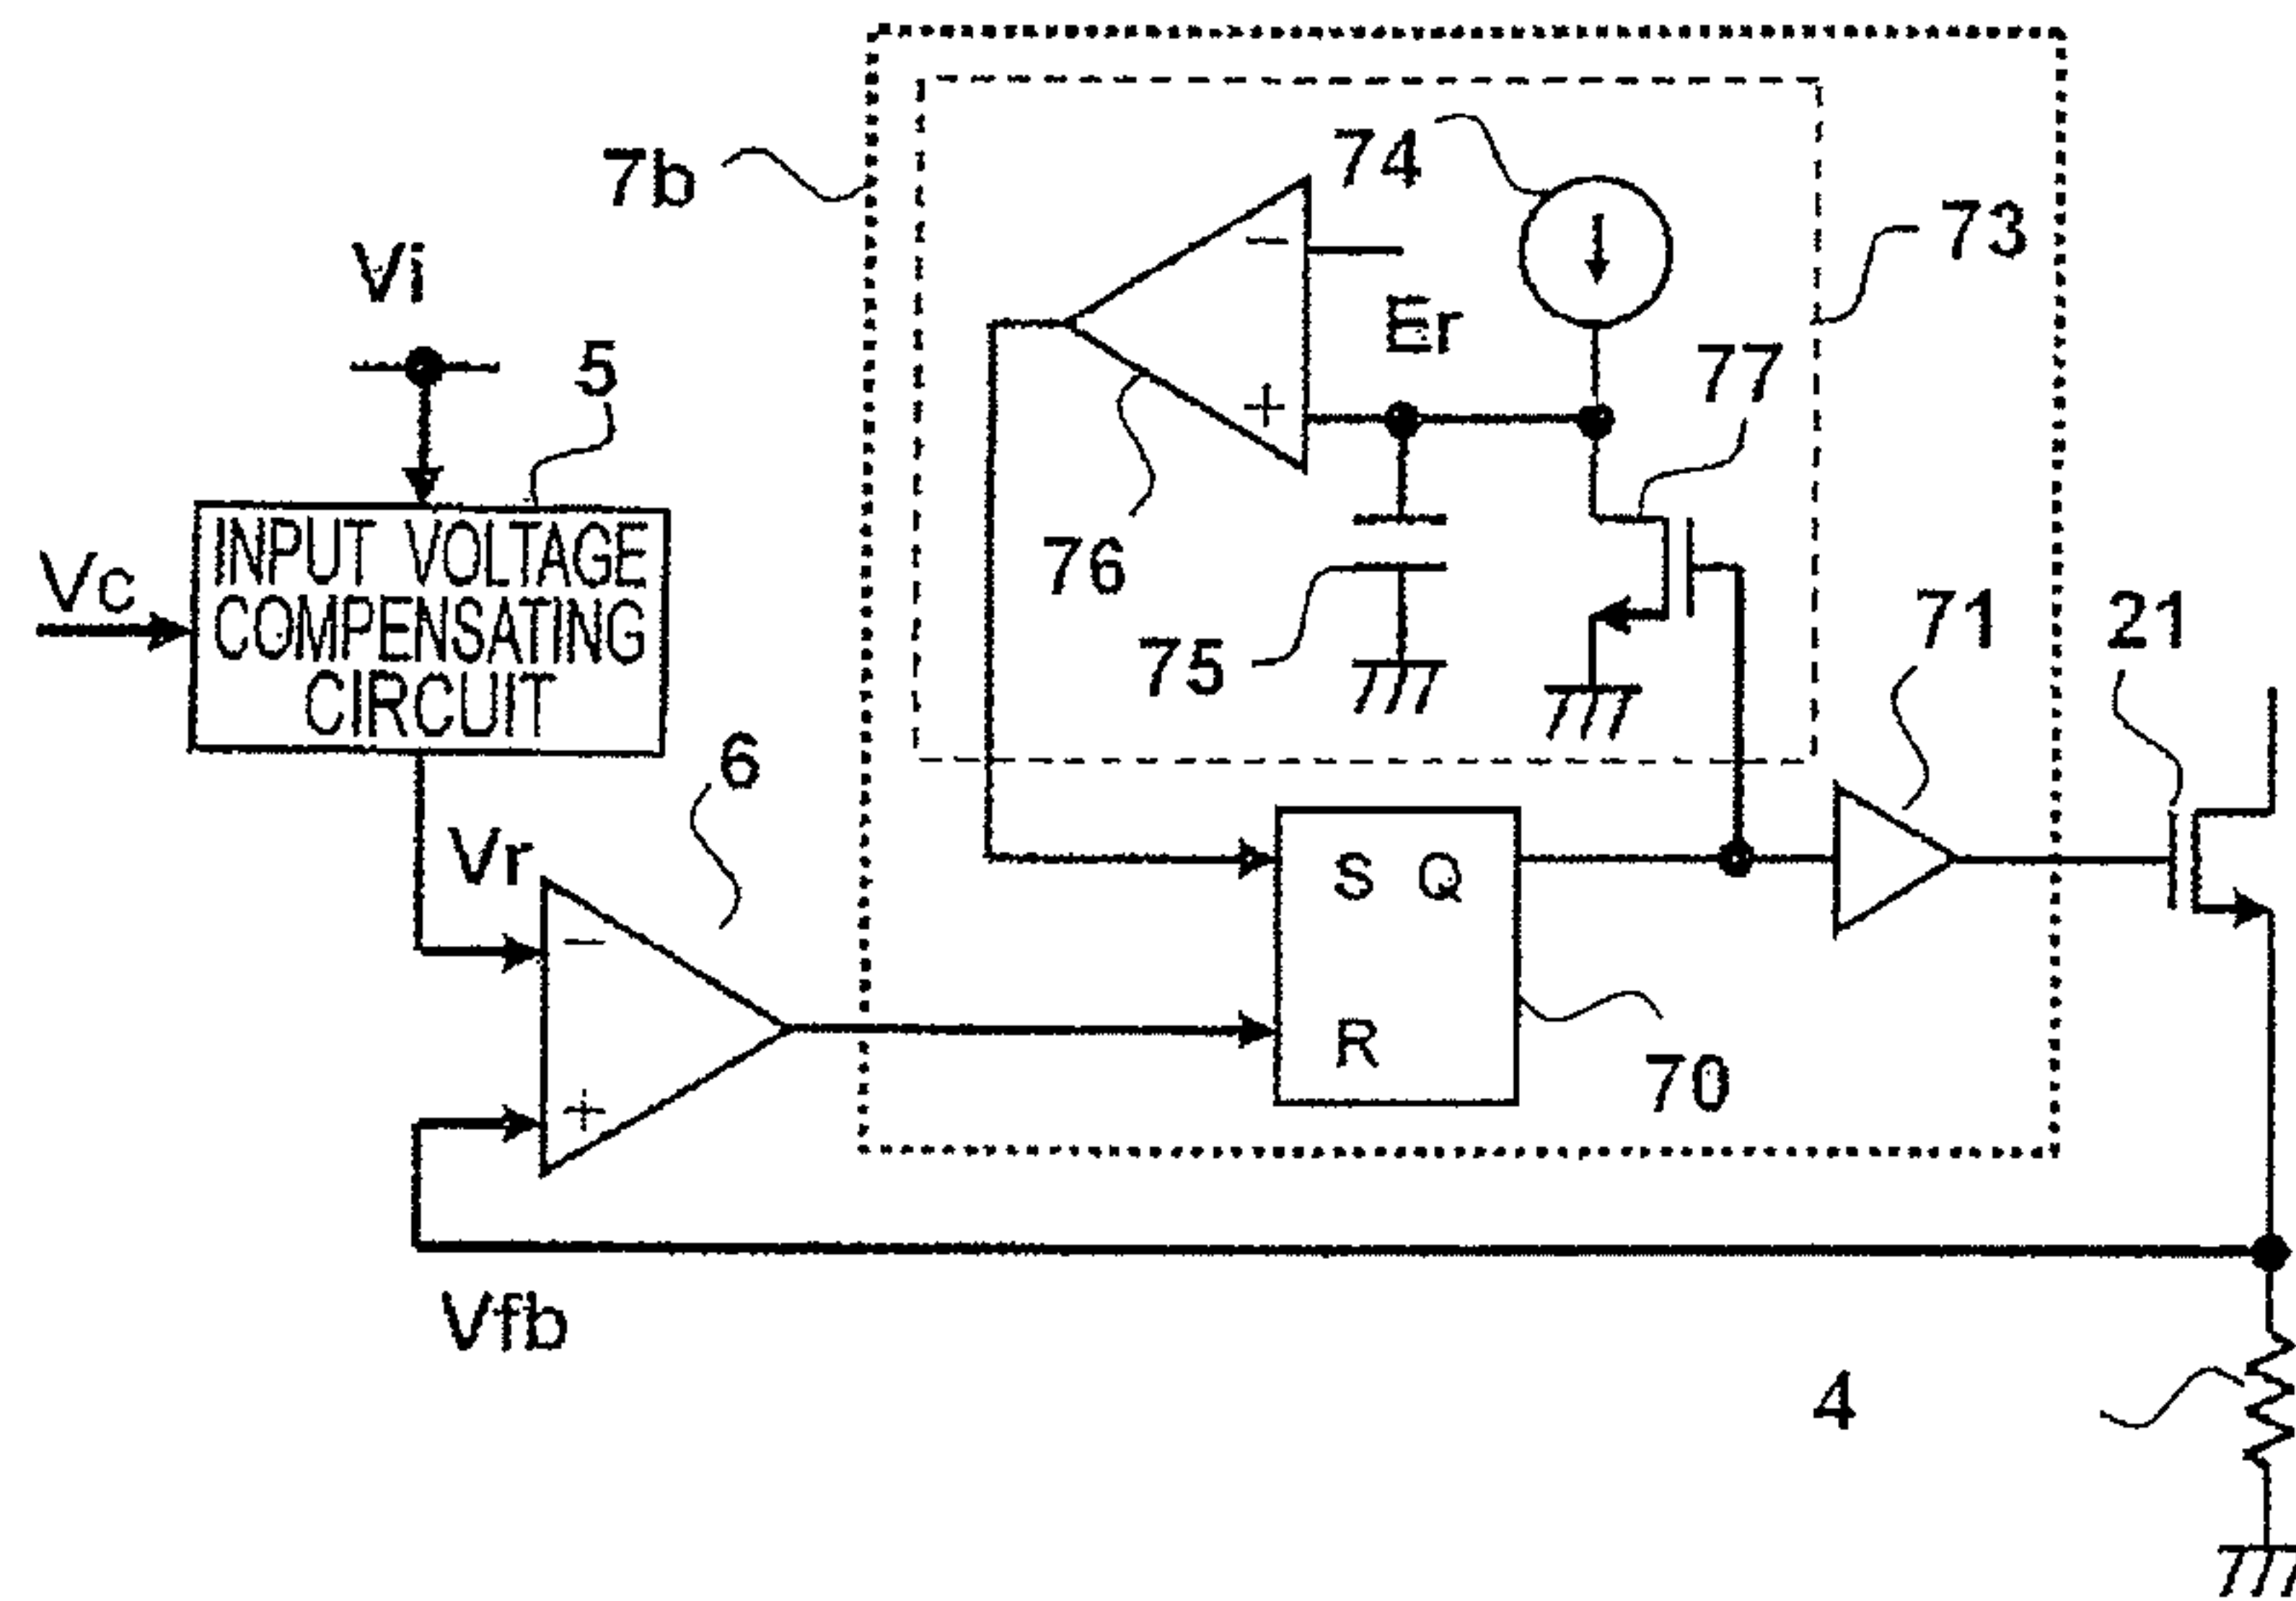 7b
74
73
Vi
Er
77
5
Vc
INPUT VOLTAGE
COMPENSATING
CIRCUIT
−
+
76
75
71
21
6
Vr
S Q
R
−
+
70
Vfb
4